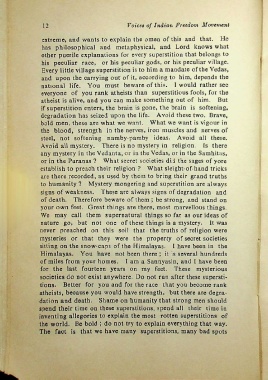 12 Voices of Indian Freedom Movement
extreme, and wants to explain the omen of this and that. He
has philosophical and metaphysical, and Lord knows what
other puerile explanations for every superstition that belongs to
his peculiar race, or his peculiar gods, or his peculiar village.
Every little village superstition is to him a mandate of the Vedas,
and upon the carrying out of it, according to him, depends the
national life. You must beware of this. I would rather see
everyone of you rank atheists than superstitious fools, for the
atheist is alive, and you can make something out of him. But
if superstition enters, the brain is gone, the brain is softening,
degradation has seized upon the life. Avoid these two. Brave,
bold men, these are what we want. What we want is vigour in
the blood, strength in the nerves, iron muscles and nerves of
steel, not softening namby-pamby ideas. Avoid all these.
Avoid all mystery. There is no mystery in religion. Is there
any mystery in the Vedanta, or in the Vedas, or in the Samhitas,
or in the Puranas ? What secret societies did the sages of yore
establish to preach their religion ? What sleight-of-hand tricks
are there recorded, as used by them to bring their grand truths
to humanity ? Mystery mongering and superstition are always
signs of weakness. There are always signs of degradation and
of death. Therefore beware of them ; be strong, and stand on
your own feet. Great things are there, most marvellous things.
We may call them supernatural things so far as our ideas of
nature go, but not one of these things is a mystery. It was
never preached on this soil that the truths of religion were
mysteries or that they were the property of secret societies
sitting on the snow-caps of the Himalayas. I have been in the
Himalayas. You have not been there ; it is several hundreds
of miles from your homes. I am a Sannyasin, and I have been
for the last fourteen years on my feet. These mysterious
societies do not exist anywhere. Do not run after these supersti-
tions. Better for you and for the race that you become rank
atheists, because you would have strength, but these are degra-
dation and death. Shame on humanity that strong men should
spend their time on these superstitions, spend all their time in
inventing allegories to explain the most rotten superstitions of
the world. Be bold ; do not try to explain everything that way.
The fact is that we have many superstitions, many bad spots